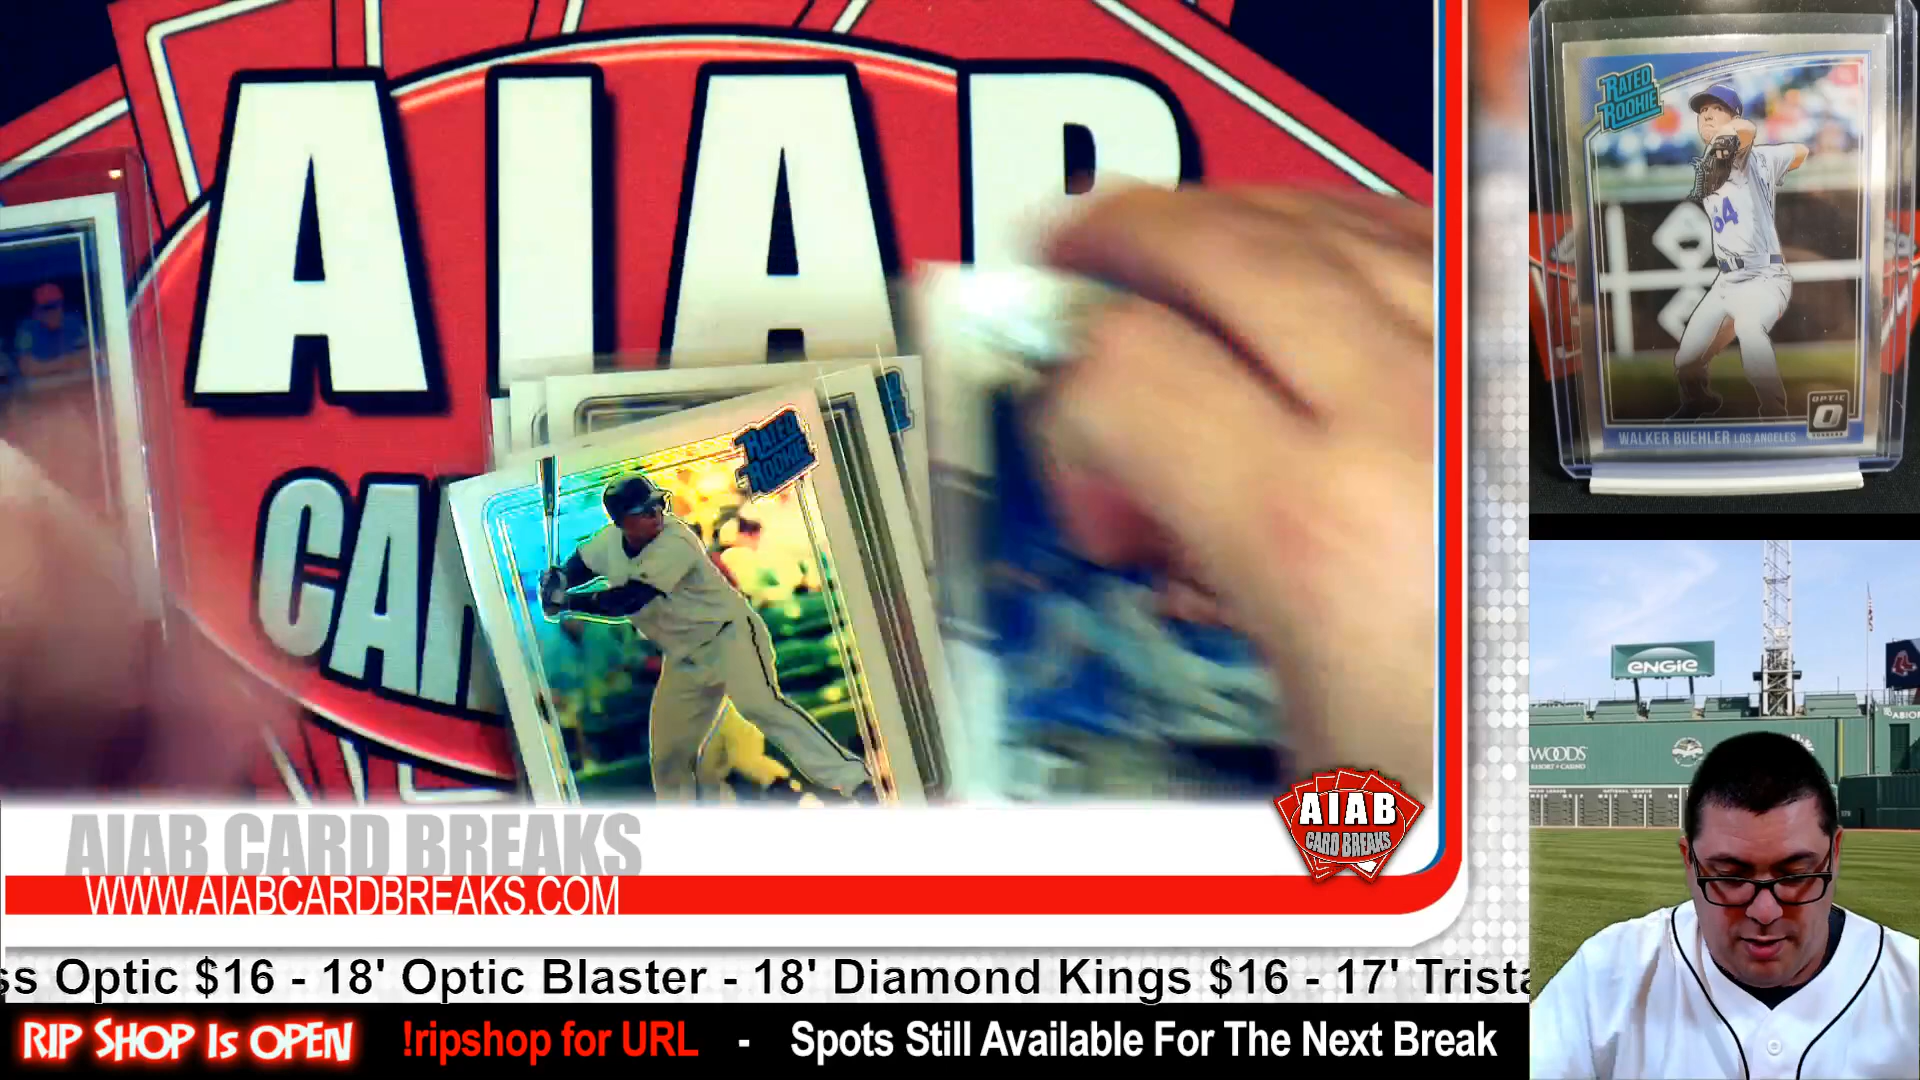 AIAB
CAR
RATED
ROOKIE
RATED
ROOKIE
64
OPTIC
WALKER BUEHLER LOS ANGELES
ENGIE
WOODS
AIAB
CARD BREAKS
AIAB CARD BREAKS
WWW.AIABCARDBREAKS.COM
ss Optic $16 - 18' Optic Blaster - 18' Diamond Kings $16 - 17' Trista
RIP SHOP IS OPEN !ripshop for URL - Spots Still Available For The Next Break